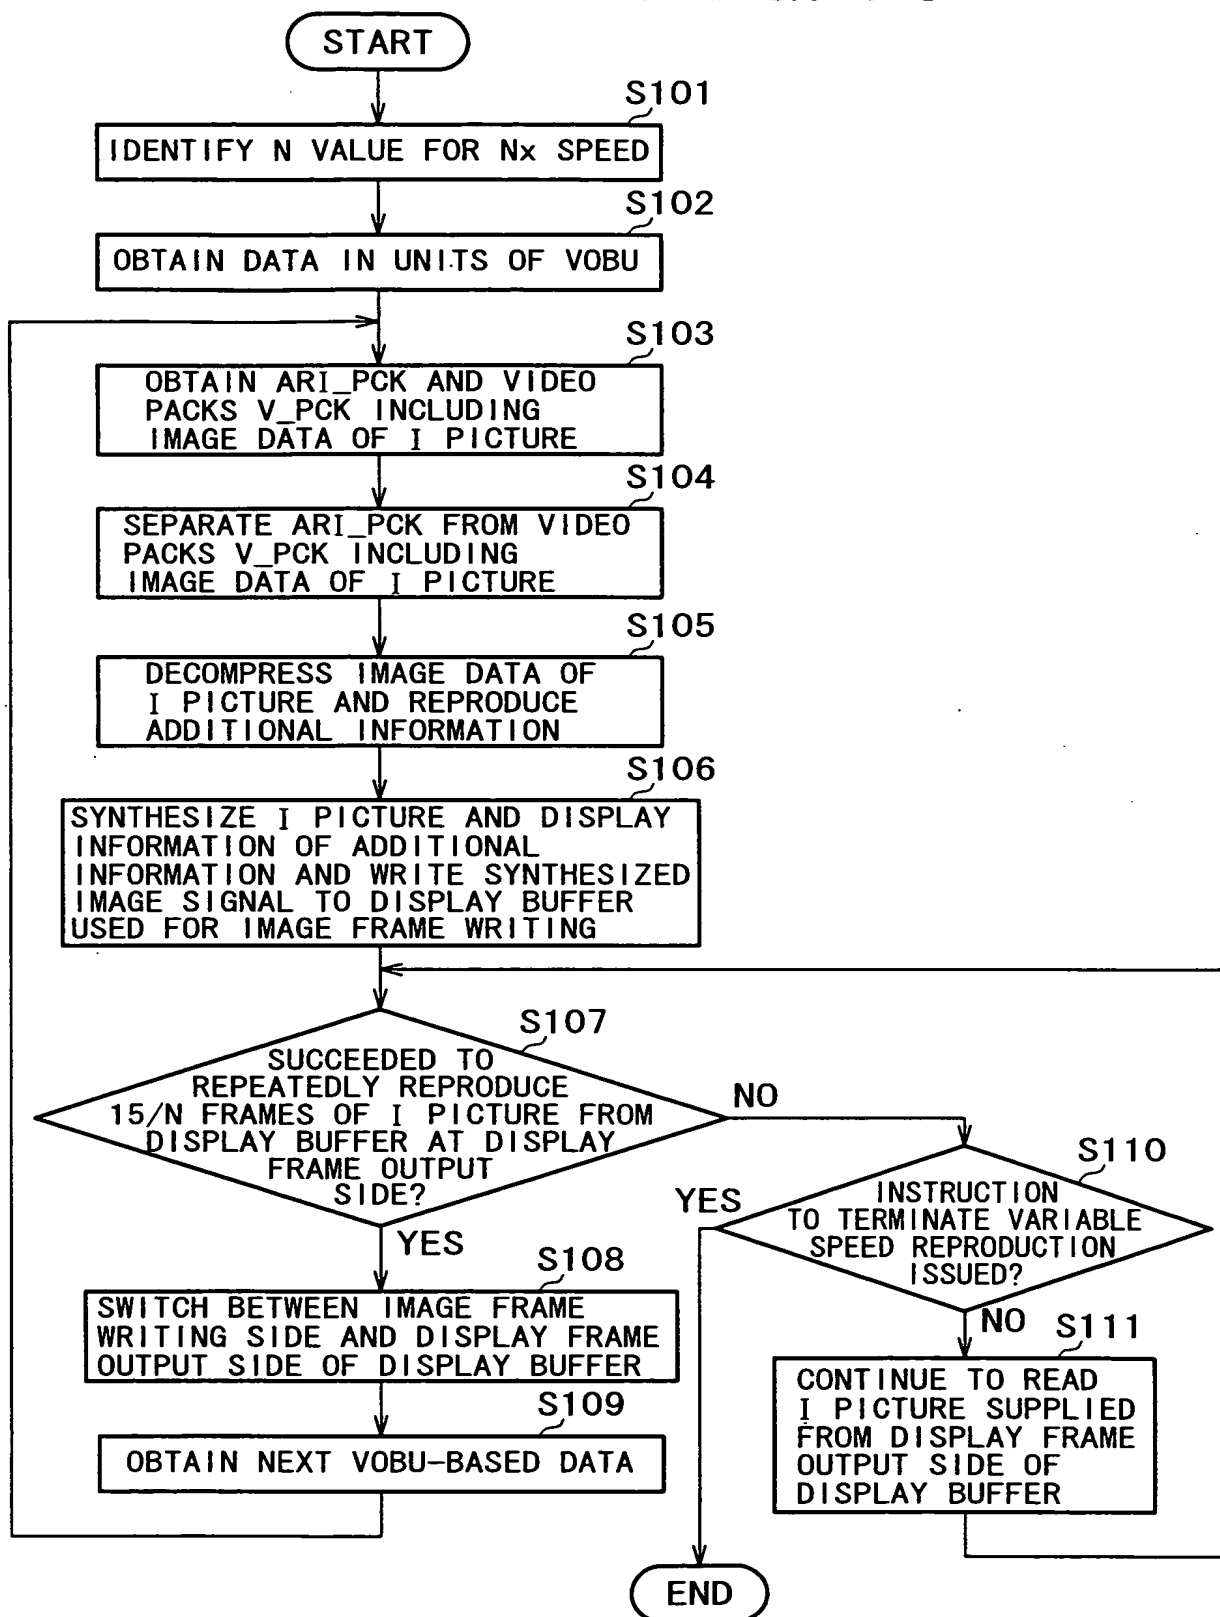 START
S101
IDENTIFY N VALUE FOR Nx SPEED
S102
OBTAIN DATA IN UNITS OF VOBU
S103
OBTAIN ARI_PCK AND VIDEO
PACKS V_PCK INCLUDING
IMAGE DATA OF I PICTURE
S104
SEPARATE ARI_PCK FROM VIDEO
PACKS V_PCK INCLUDING
IMAGE DATA OF I PICTURE
S105
DECOMPRESS IMAGE DATA OF
I PICTURE AND REPRODUCE
ADDITIONAL INFORMATION
S106
SYNTHESIZE I PICTURE AND DISPLAY
INFORMATION OF ADDITIONAL
INFORMATION AND WRITE SYNTHESIZED
IMAGE SIGNAL TO DISPLAY BUFFER
USED FOR IMAGE FRAME WRITING
S107
SUCCEEDED TO
REPEATEDLY REPRODUCE
15/N FRAMES OF I PICTURE FROM
DISPLAY BUFFER AT DISPLAY
FRAME OUTPUT
SIDE?
NO
YES
S108
SWITCH BETWEEN IMAGE FRAME
WRITING SIDE AND DISPLAY FRAME
OUTPUT SIDE OF DISPLAY BUFFER
S109
OBTAIN NEXT VOBU-BASED DATA
S110
INSTRUCTION
TO TERMINATE VARIABLE
SPEED REPRODUCTION
ISSUED?
YES
NO
S111
CONTINUE TO READ
I PICTURE SUPPLIED
FROM DISPLAY FRAME
OUTPUT SIDE OF
DISPLAY BUFFER
END